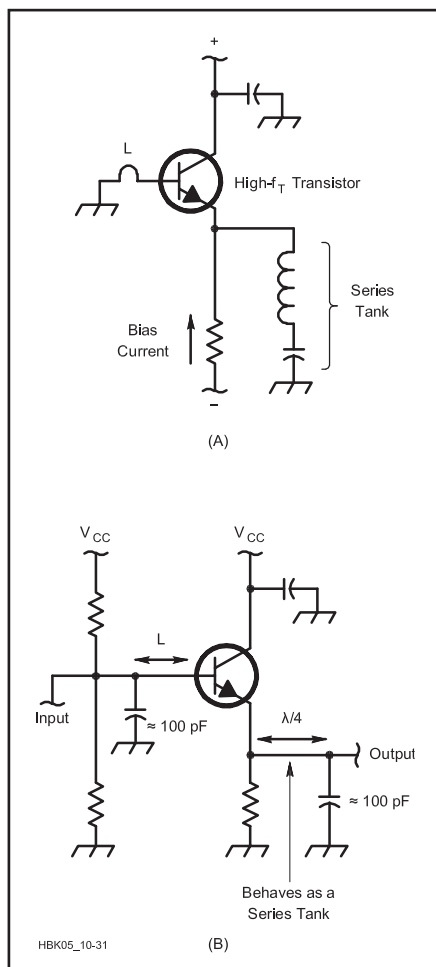 +
L
High-fT Transistor
Series
Tank
Bias
Current
–
(A)
VCC
VCC
L
λ/4
Input
≈ 100 pF
Output
≈ 100 pF
Behaves as a
Series Tank
HBK05_10-31
(B)